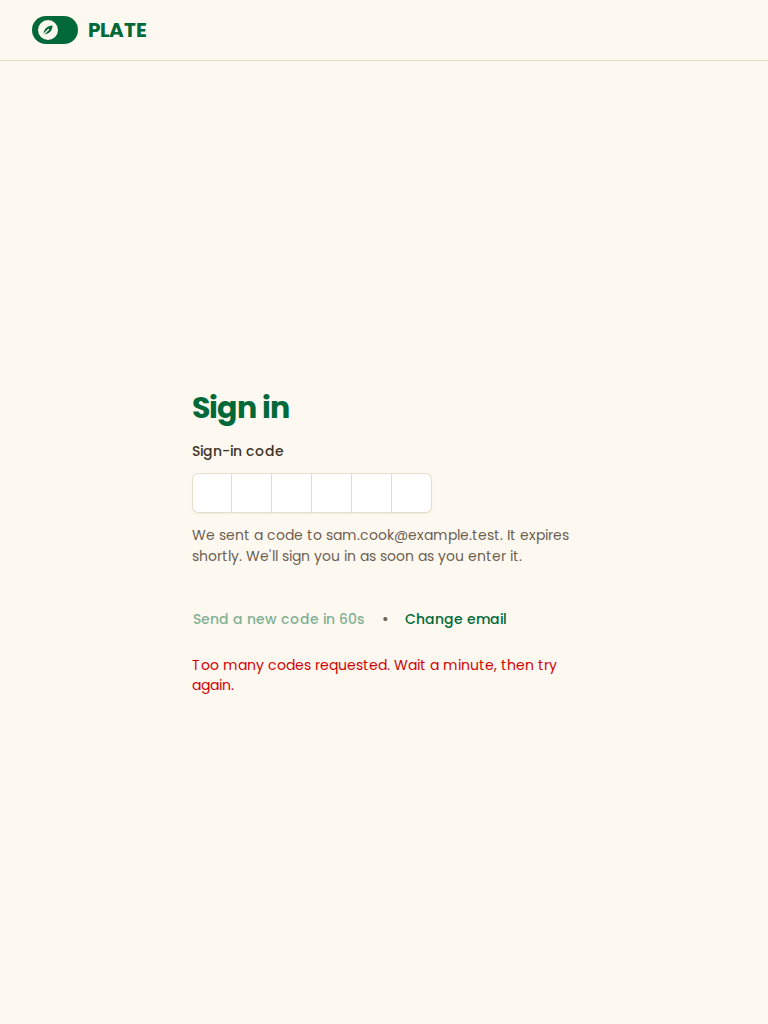 PLATE
Sign in
Sign-in code
We sent a code to sam.cook@example.test. It expires
shortly. We'll sign you in as soon as you enter it.
Send a new code in 60s • Change email
Too many codes requested. Wait a minute, then try
again.